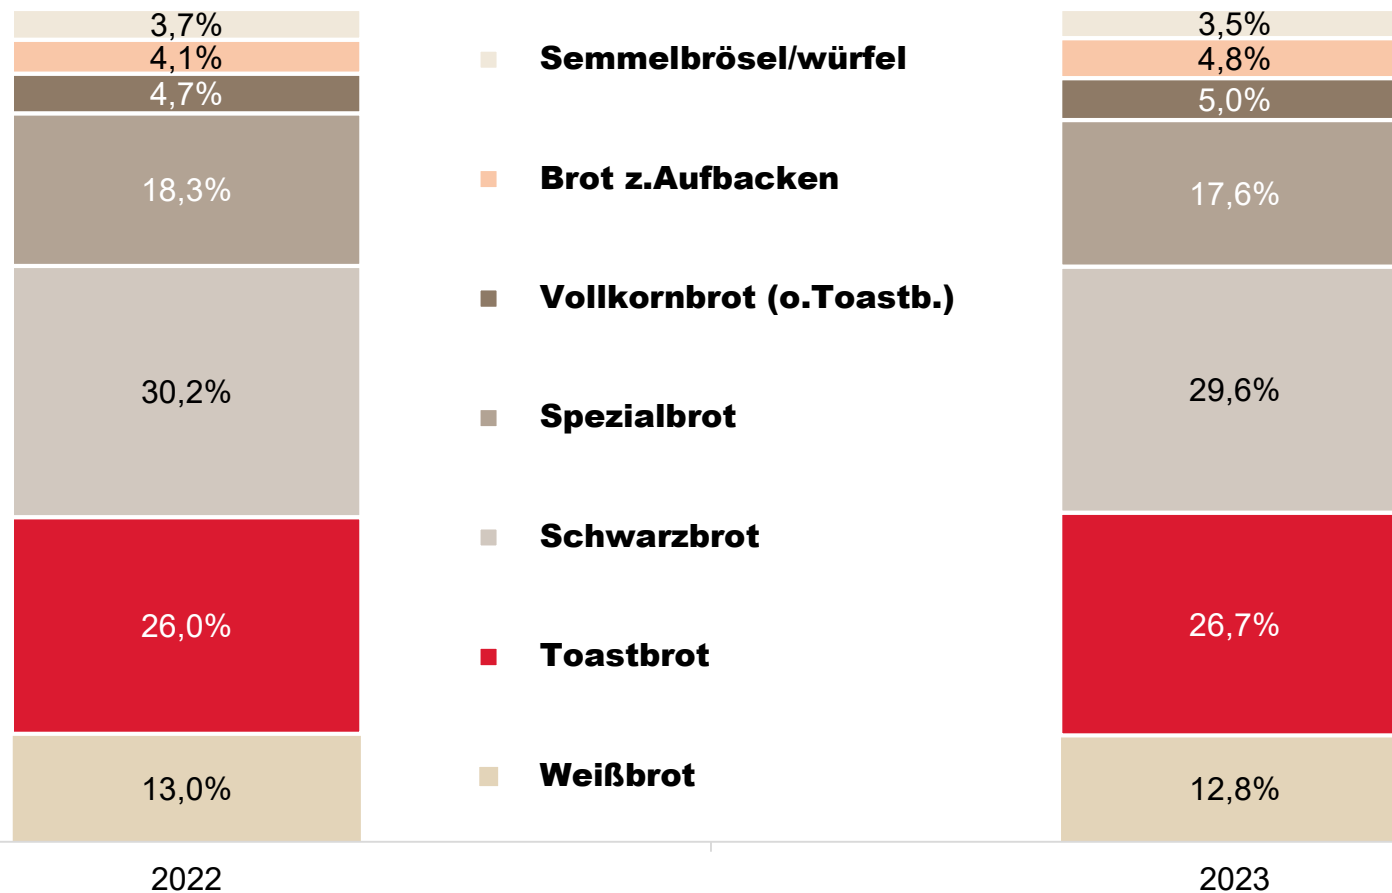 3,7%
4,1%
4,7%
18,3%
30,2%
26,0%
13,0%
2022
Semmelbrösel/würfel
Brot z.Aufbacken
Vollkornbrot (o.Toastb.)
Spezialbrot
Schwarzbrot
Toastbrot
Weißbrot
3,5%
4,8%
5,0%
17,6%
29,6%
26,7%
12,8%
2023